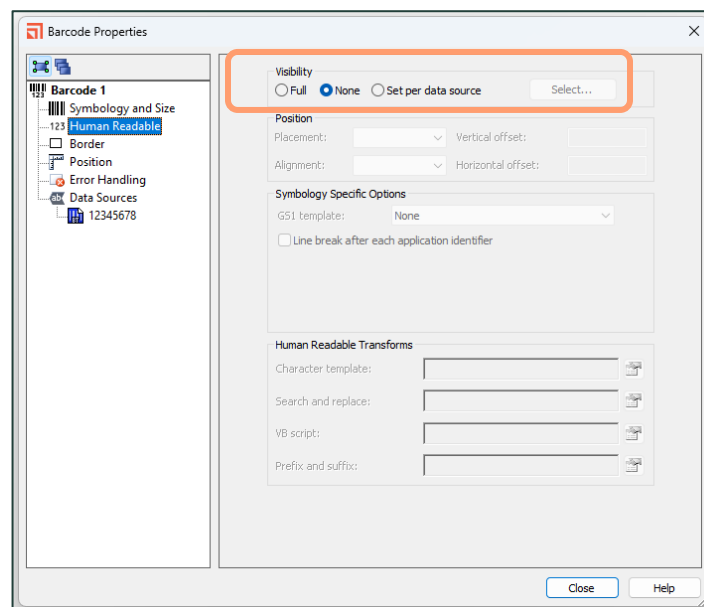 Barcode Properties
Barcode 1
Symbology and Size
Human Readable
Border
Position
Error Handling
Data Sources
12345678
Visibility
Full None Set per data source Select...
Position
Placement: Vertical offset:
Alignment: Horizontal offset:
Symbology Specific Options
GS1 template: None
Line break after each application identifier
Human Readable Transforms
Character template:
Search and replace:
VB script:
Prefix and suffix:
Close Help